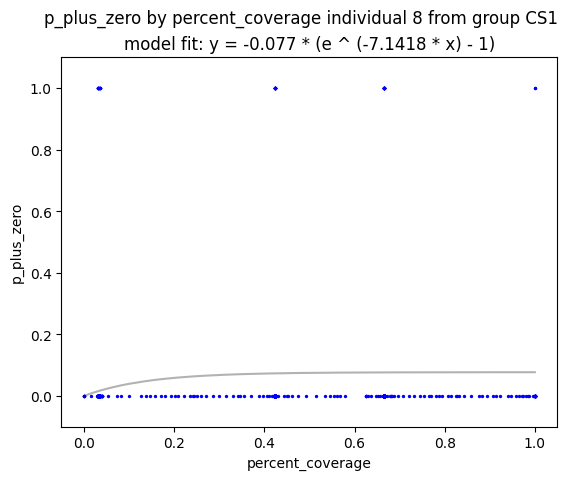 p_plus_zero by percent_coverage individual 8 from group CS1
model fit: y = -0.077 * (e ^ (-7.1418 * x) - 1)
1.0
0.8
0.6
0.4
0.2
0.0
p_plus_zero
0.0 0.2 0.4 0.6 0.8 1.0
percent_coverage